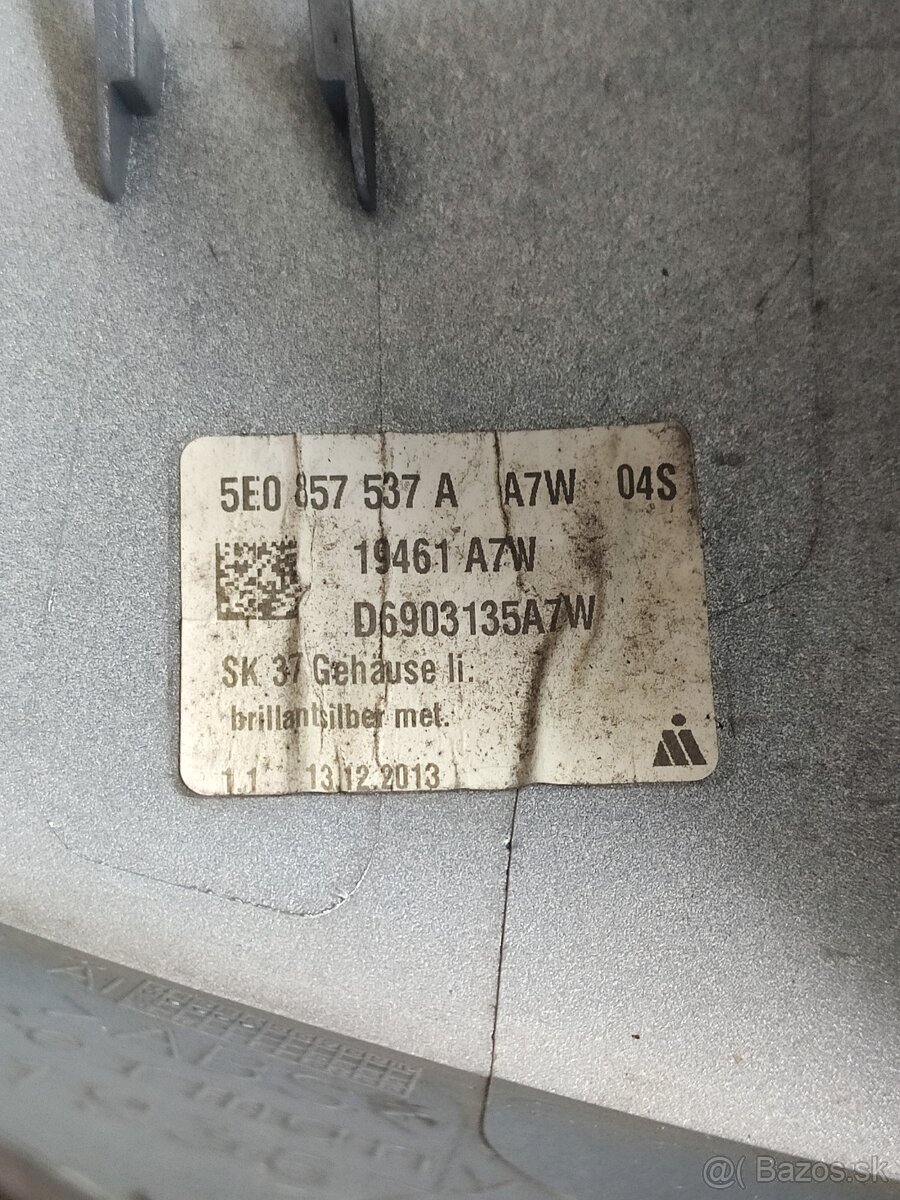 5E0 857 537 A A7W 04S
19461 A7W
D6903135A7W
SK 37 Gehäuse li.
brillantsilber met.
1.1 13.12.2013
@( Bazos.sk